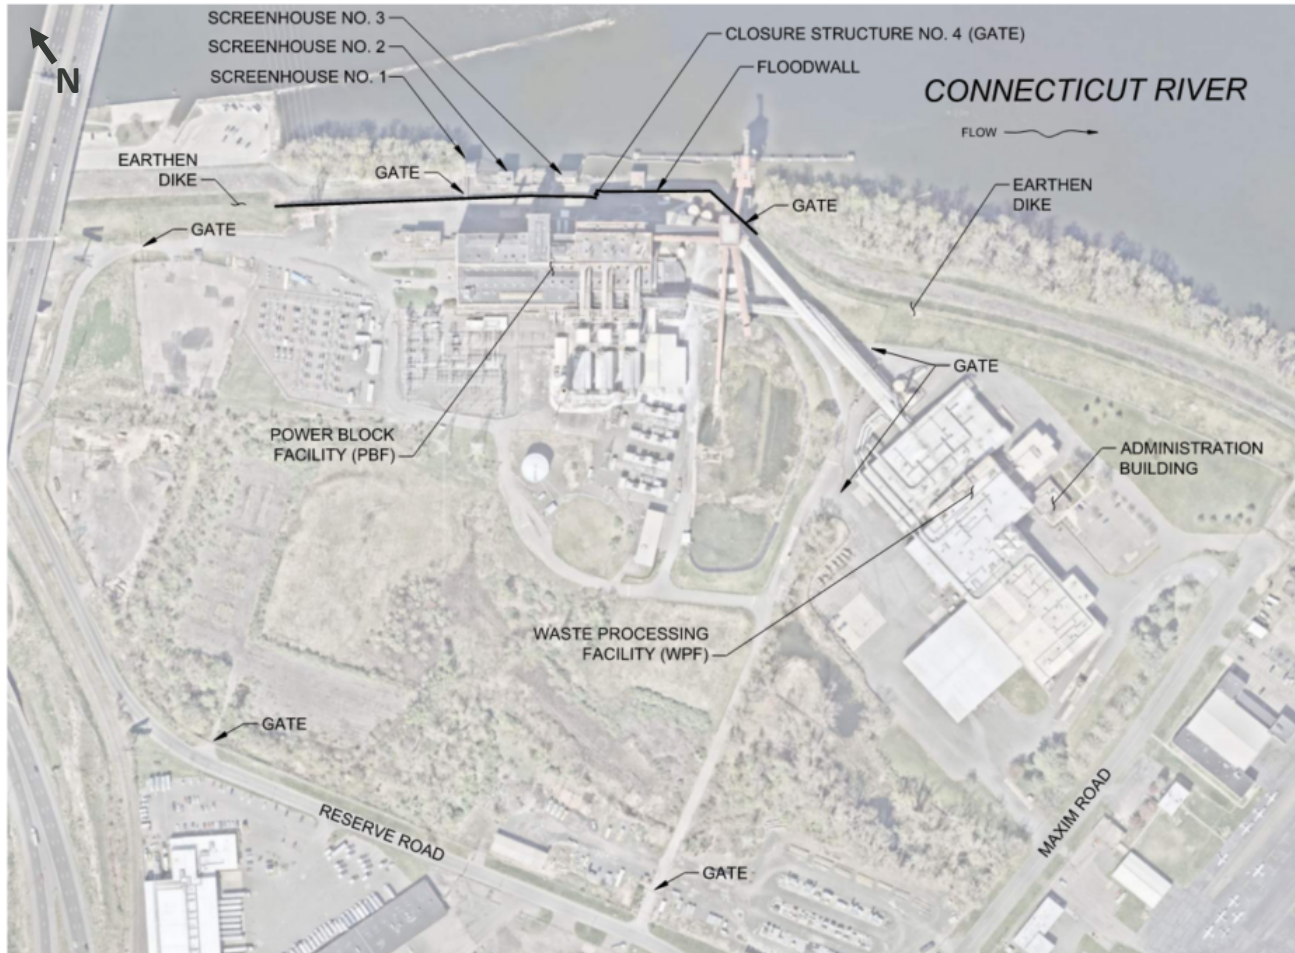 SCREENHOUSE NO. 3
SCREENHOUSE NO. 2
SCREENHOUSE NO. 1
N
CLOSURE STRUCTURE NO. 4 (GATE)
FLOODWALL
CONNECTICUT RIVER
FLOW
EARTHEN
DIKE
GATE
GATE
GATE
EARTHEN
DIKE
GATE
POWER BLOCK
FACILITY (PBF)
ADMINISTRATION
BUILDING
WASTE PROCESSING
FACILITY (WPF)
GATE
RESERVE ROAD
MAXIM ROAD
GATE